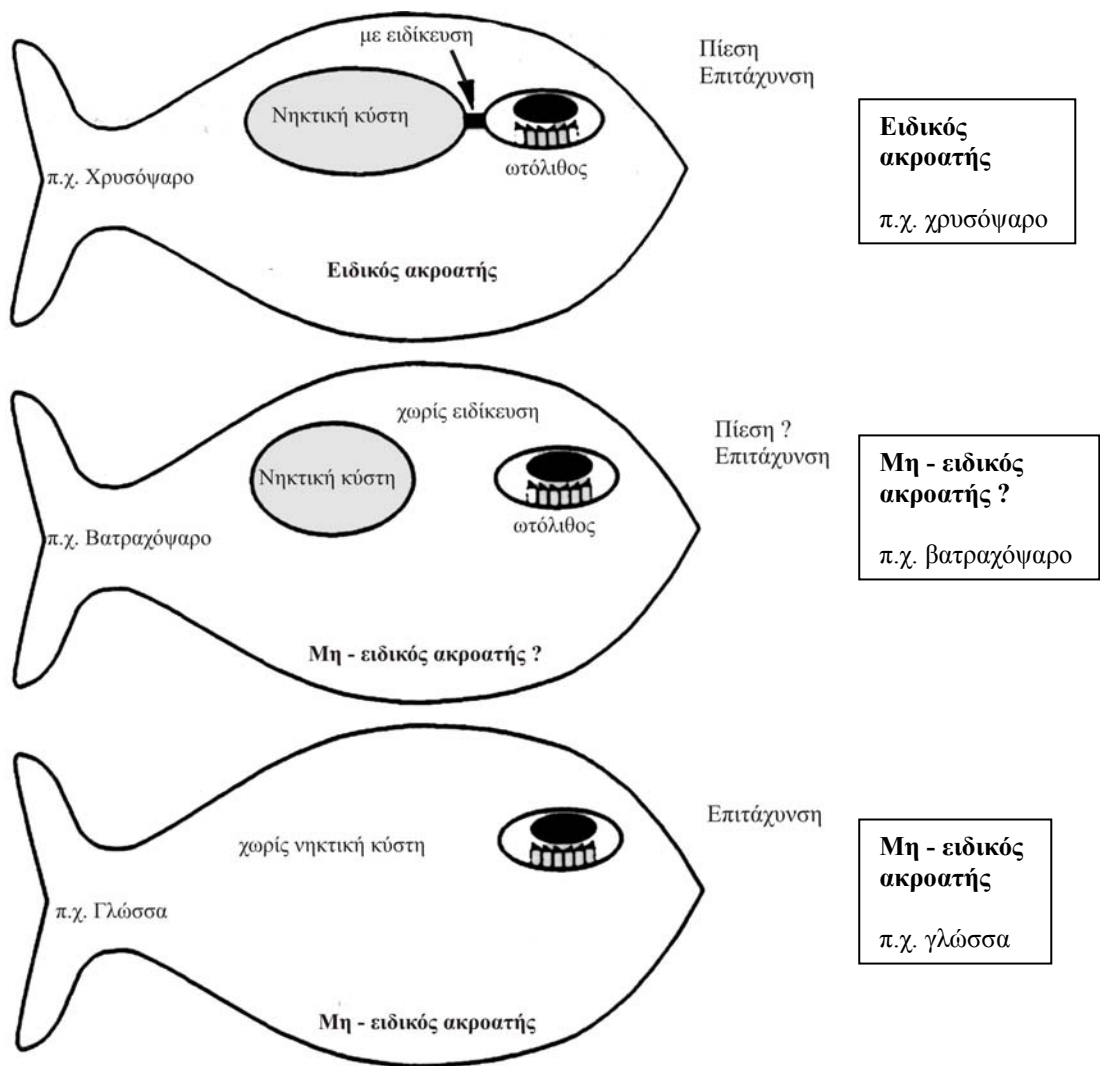 με ειδίκευση
Πίεση
Επιτάχυνση
Νηκτική κύστη
ωτόλιθος
π.χ. Χρυσόψαρο
Ειδικός ακροατής
Ειδικός
ακροατής
π.χ. χρυσόψαρο
χωρίς ειδίκευση
Πίεση ?
Επιτάχυνση
Νηκτική κύστη
ωτόλιθος
π.χ. Βατραχόψαρο
Μη - ειδικός ακροατής ?
Μη - ειδικός
ακροατής ?
π.χ. βατραχόψαρο
Επιτάχυνση
χωρίς νηκτική κύστη
π.χ. Γλώσσα
Μη - ειδικός ακροατής
Μη - ειδικός
ακροατής
π.χ. γλώσσα